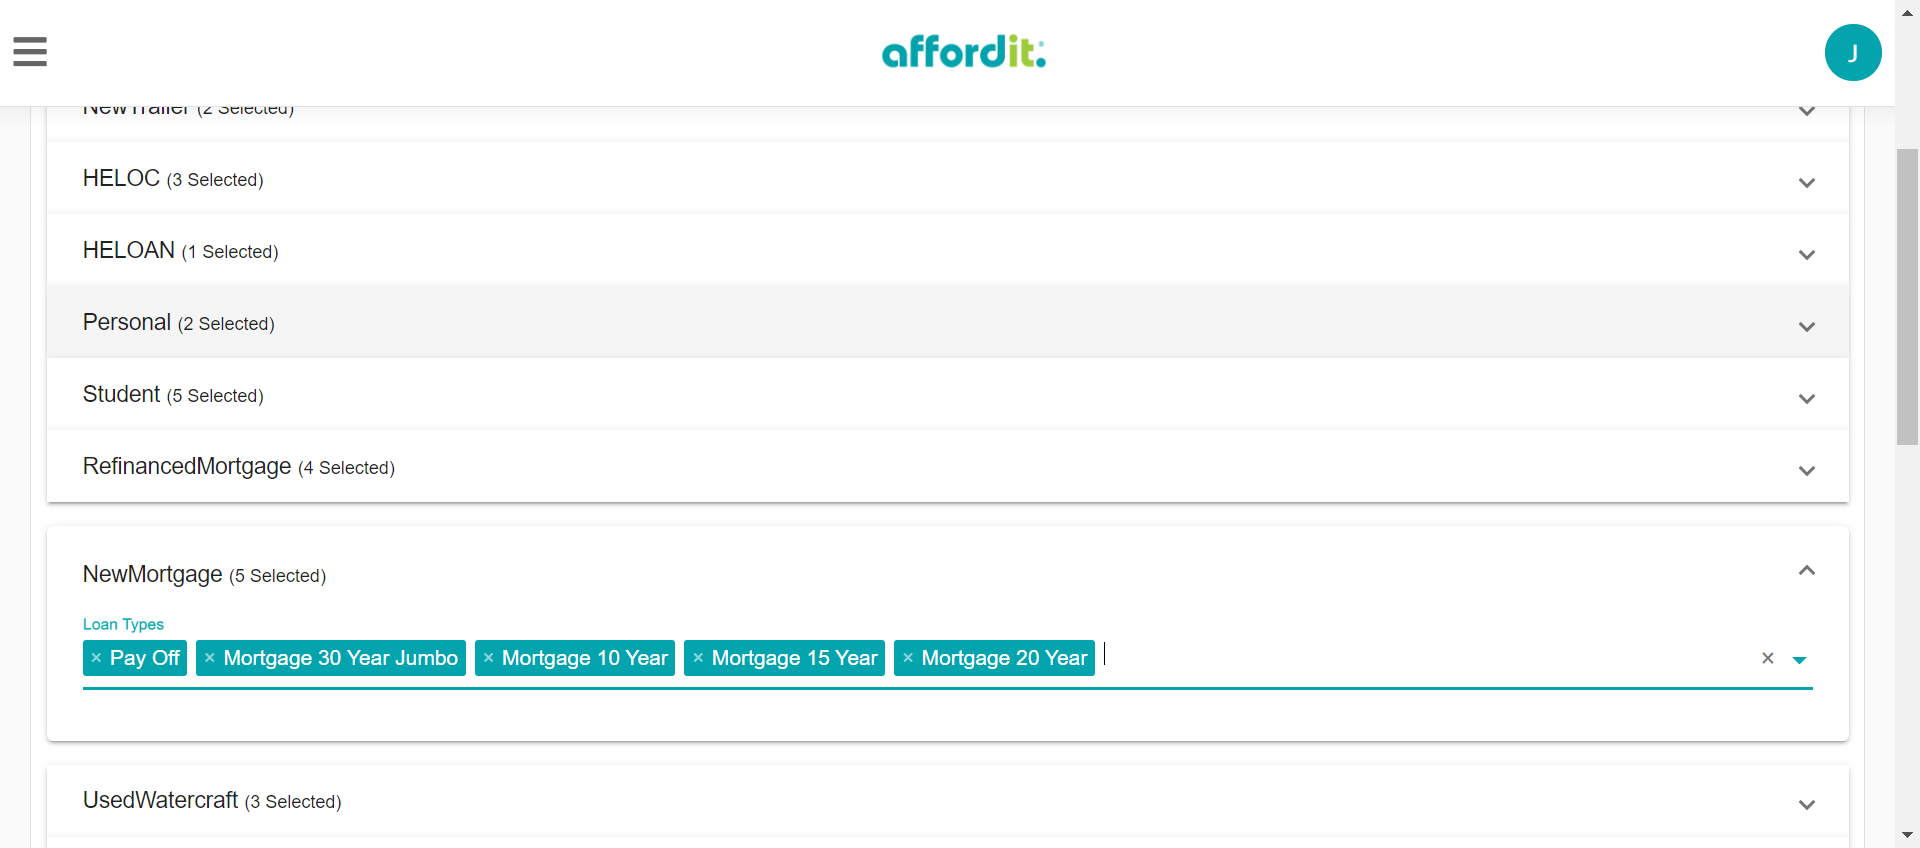 affordit:
J
NewTrailer (2 Selected)
HELOC (3 Selected)
HELOAN (1 Selected)
Personal (2 Selected)
Student (5 Selected)
RefinancedMortgage (4 Selected)
NewMortgage (5 Selected)
Loan Types
× Pay Off × Mortgage 30 Year Jumbo × Mortgage 10 Year × Mortgage 15 Year × Mortgage 20 Year ×
UsedWatercraft (3 Selected)